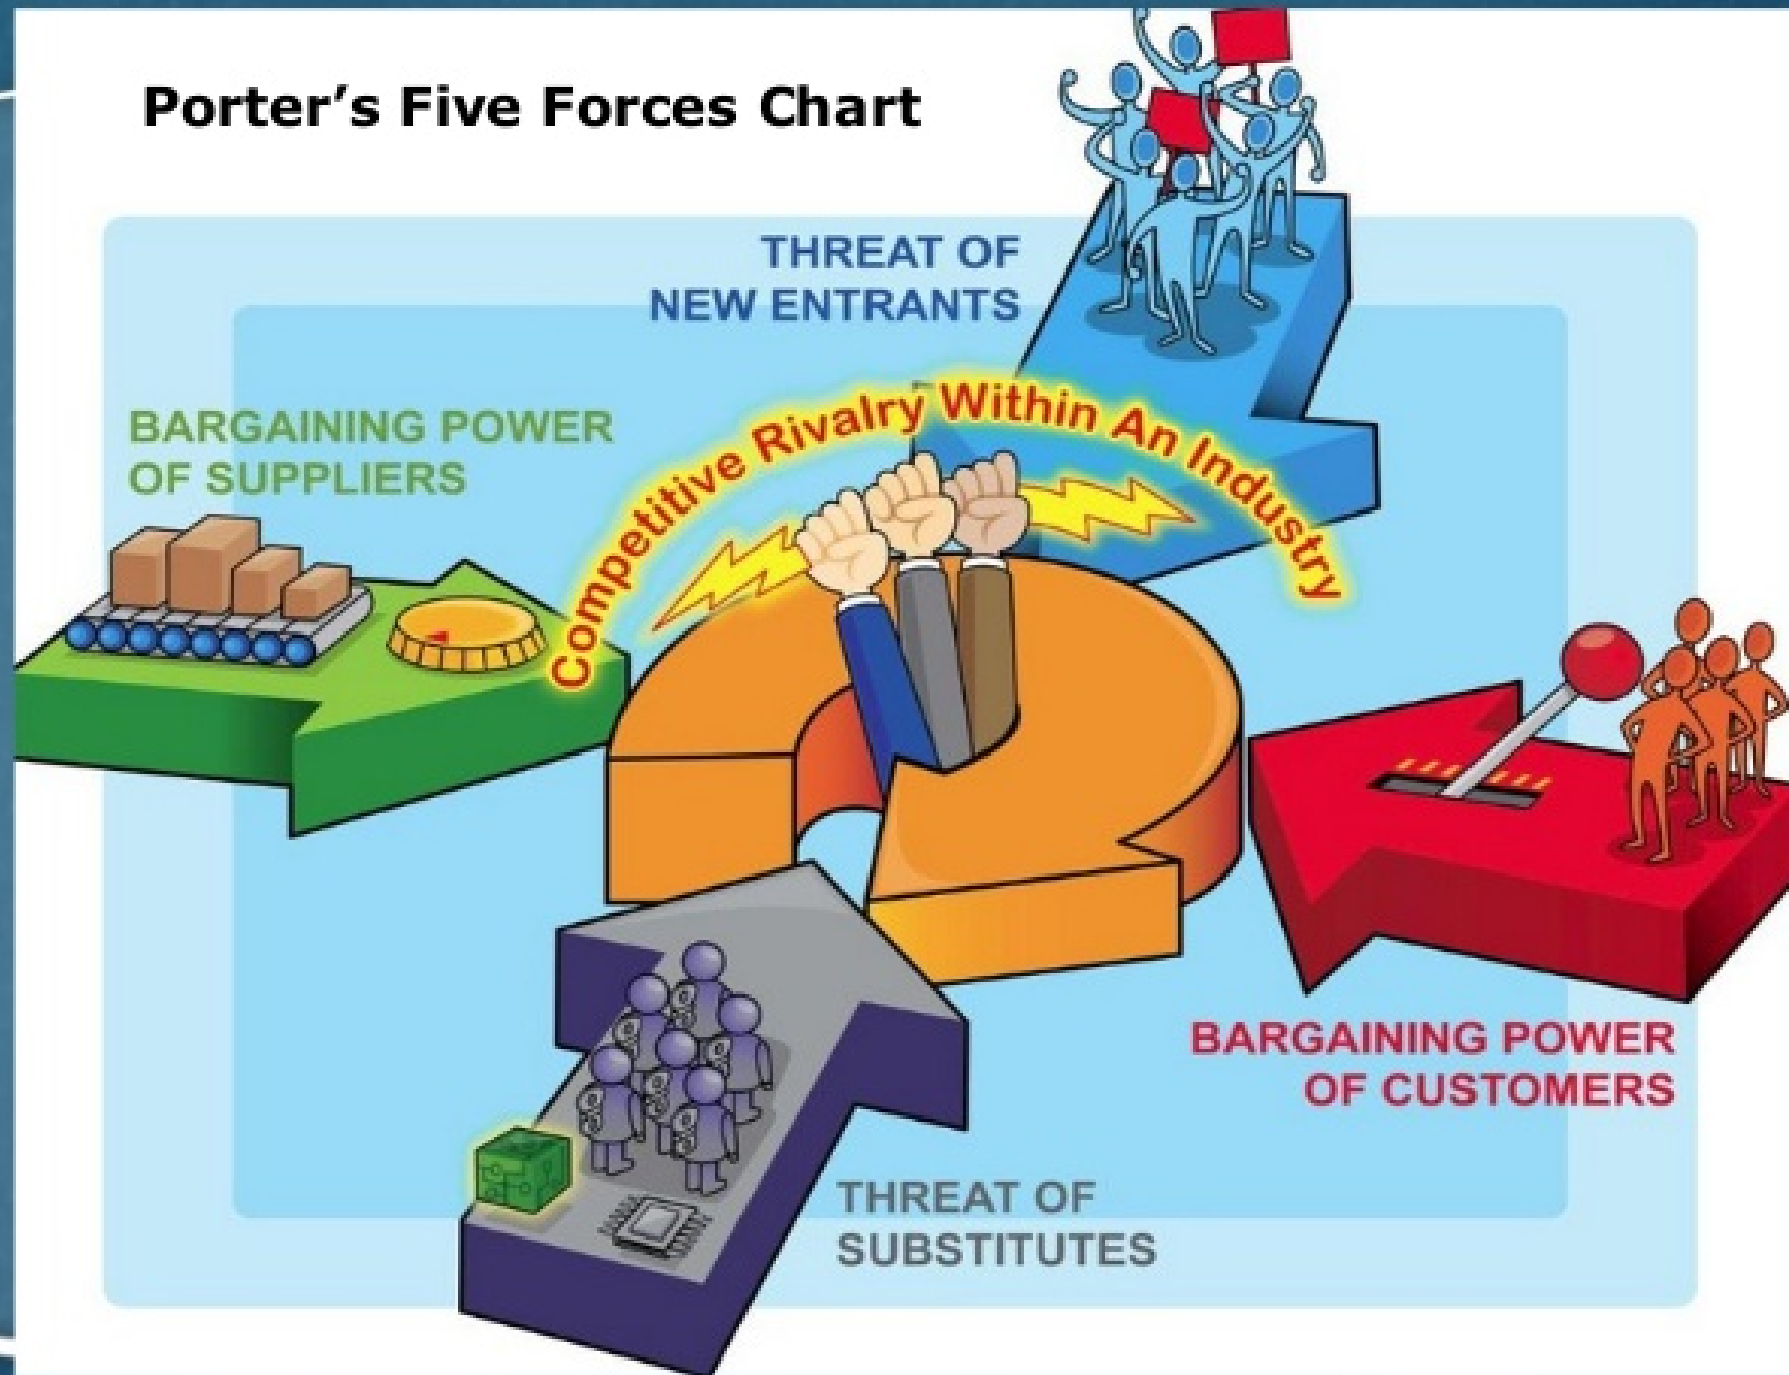 Porter's Five Forces Chart
THREAT OF
NEW ENTRANTS
BARGAINING POWER
OF SUPPLIERS
Competitive Rivalry Within An Industry
BARGAINING POWER
OF CUSTOMERS
THREAT OF
SUBSTITUTES